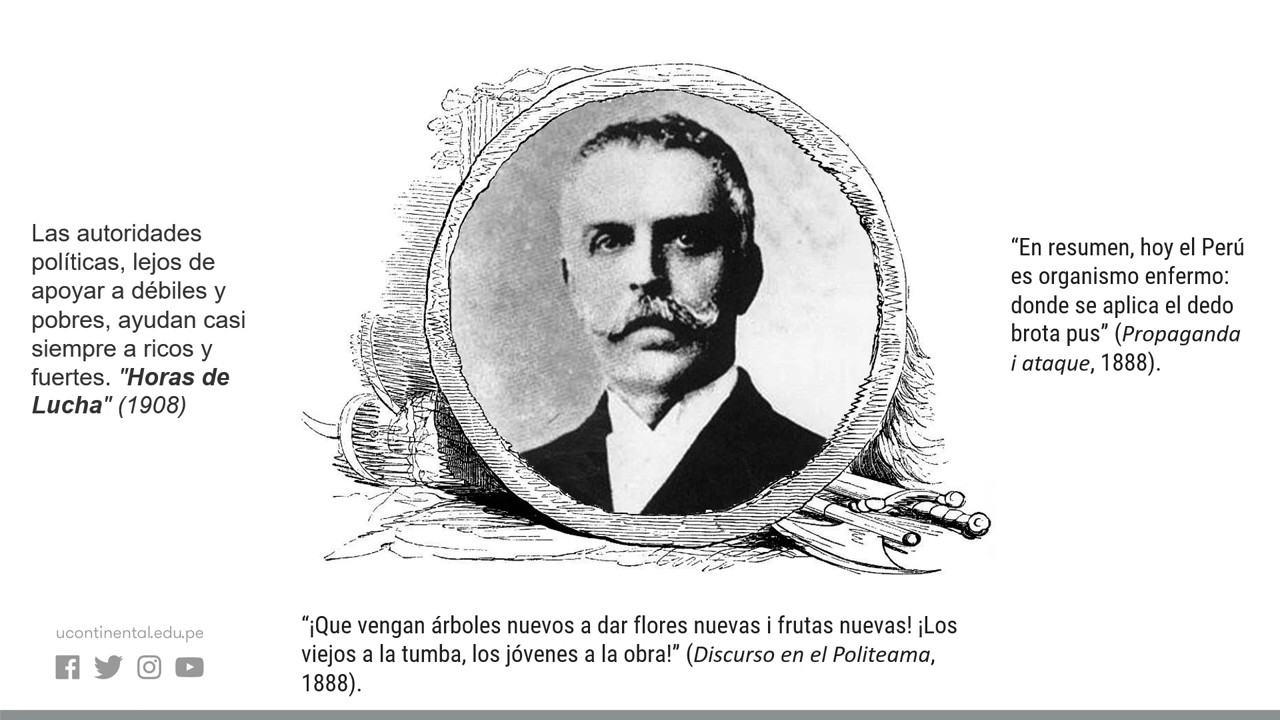 Las autoridades
políticas, lejos de
apoyar a débiles y
pobres, ayudan casi
siempre a ricos y
fuertes. "Horas de
Lucha" (1908)
“En resumen, hoy el Perú
es organismo enfermo:
donde se aplica el dedo
brota pus” (Propaganda
i ataque, 1888).
“¡Que vengan árboles nuevos a dar flores nuevas i frutas nuevas! ¡Los
viejos a la tumba, los jóvenes a la obra!” (Discurso en el Politeama,
1888).
ucontinental.edu.pe